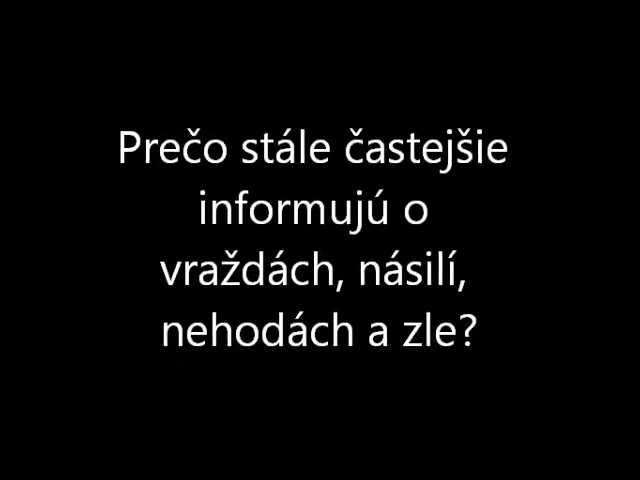 Prečo stále častejšie
informujú o
vraždách, násilí,
nehodách a zle?